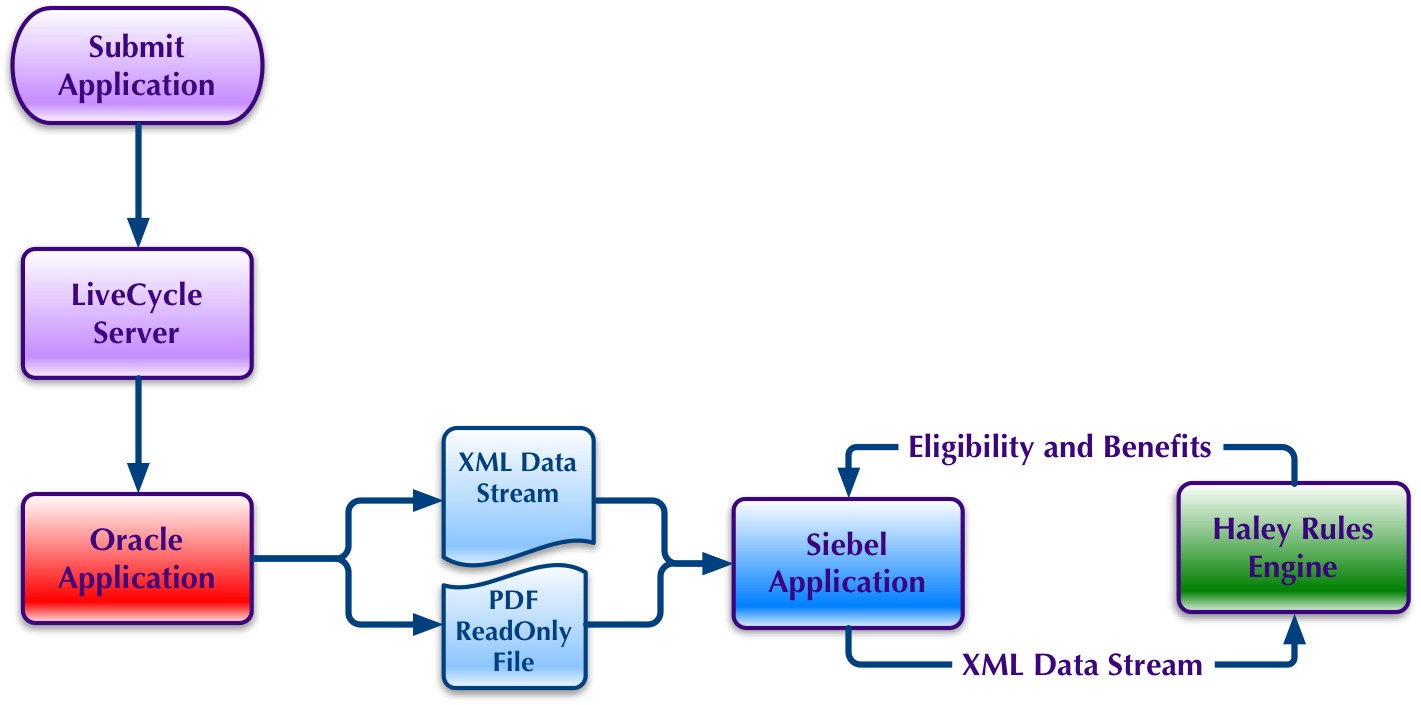 Submit
Application
LiveCycle
Server
Oracle
Application
XML Data
Stream
PDF
ReadOnly
File
Siebel
Application
Eligibility and Benefits
Haley Rules
Engine
XML Data Stream